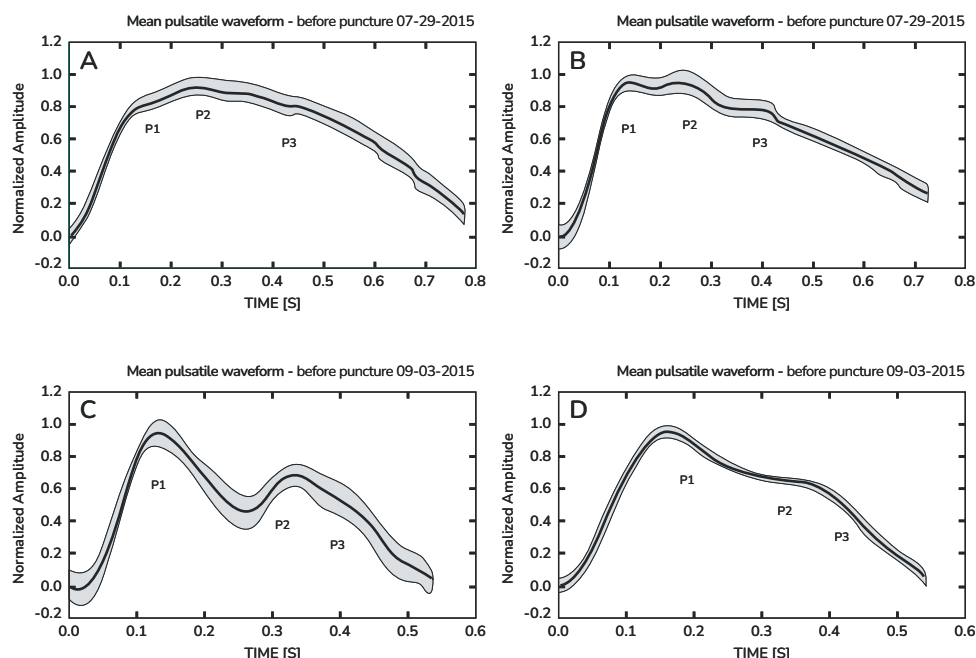 Mean pulsatile waveform - before puncture 07-29-2015
A
Normalized Amplitude
1.2
1.0
0.8
0.6
0.4
0.2
0.0
-0.2
P1
P2
P3
0.0 0.1 0.2 0.3 0.4 0.5 0.6 0.7 0.8
TIME [S]
Mean pulsatile waveform - before puncture 07-29-2015
B
Normalized Amplitude
1.2
1.0
0.8
0.6
0.4
0.2
0.0
-0.2
P1
P2
P3
0.0 0.1 0.2 0.3 0.4 0.5 0.6 0.7 0.8
TIME [S]
Mean pulsatile waveform - before puncture 09-03-2015
C
Normalized Amplitude
1.2
1.0
0.8
0.6
0.4
0.2
0.0
-0.2
P1
P2
P3
0.0 0.1 0.2 0.3 0.4 0.5 0.6
TIME [S]
Mean pulsatile waveform - before puncture 09-03-2015
D
Normalized Amplitude
1.2
1.0
0.8
0.6
0.4
0.2
0.0
-0.2
P1
P2
P3
0.0 0.1 0.2 0.3 0.4 0.5 0.6
TIME [S]